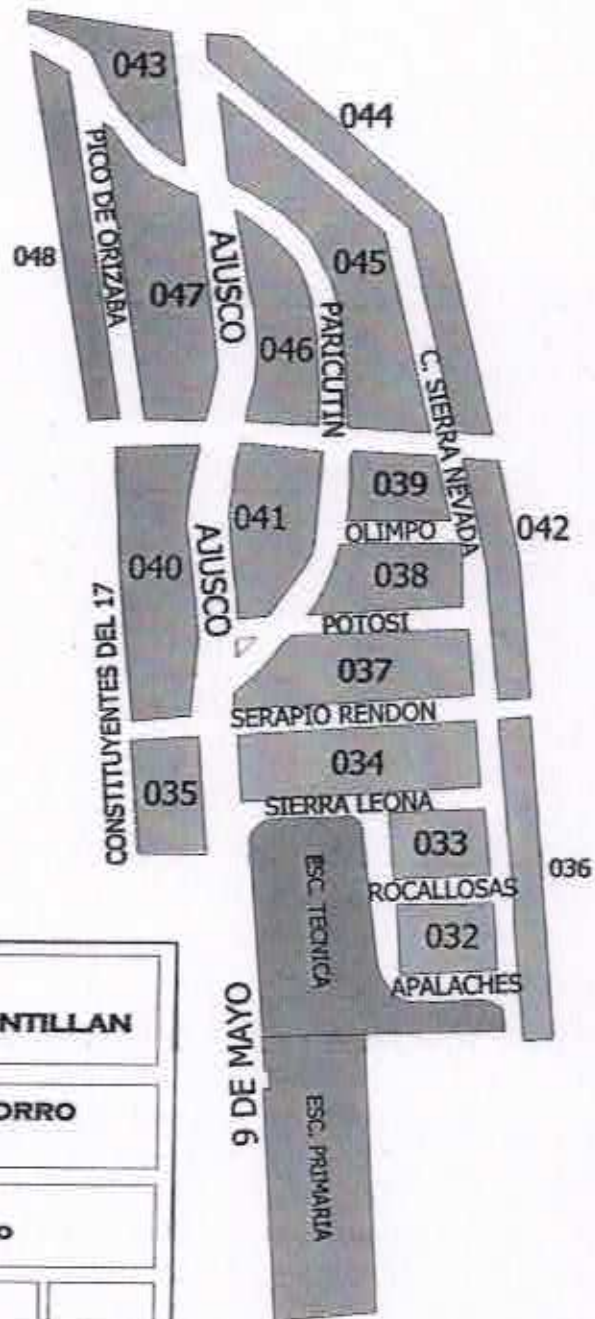 043
044
PICO DE ORIZABA
048
047
AJUSCO
045
046
PARICUTIN
C. SIERRA NEVADA
039
041
042
OLIMPO
040
AJUSCO
038
CONSTITUYENTES DEL 17
POTOSI
037
SERAPIO RENDON
034
035
SIERRA LEONA
033
036
ESC. TECNICA
ROCALLOSAS
032
APALACHES
NTILLAN
9 DE MAYO
ORRO
ESC. PRIMARIA